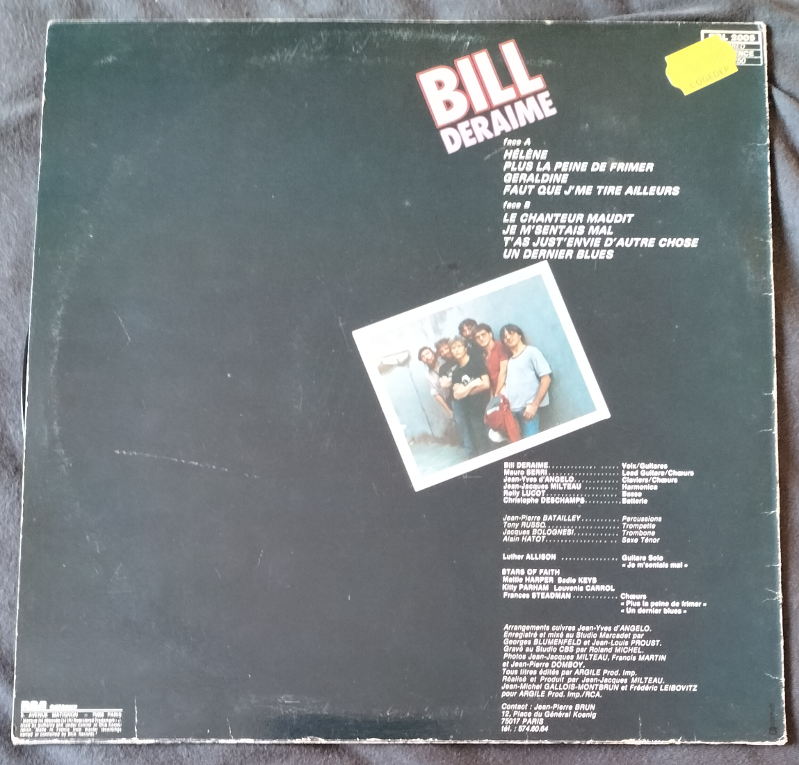 BILL
DERAIME
2005
face A
HÉLÈNE
PLUS LA PEINE DE FRIMER
GERALDINE
FAUT QUE J'ME TIRE AILLEURS
face B
LE CHANTEUR MAUDIT
JE M'SENTAIS MAL
T'AS JUST'ENVIE D'AUTRE CHOSE
UN DERNIER BLUES
Bill DERAIME .......... Voix/Guitares
Mauro SERRI .......... Lead Guitare/Chœurs
Jean-Yves d'ANGELO .......... Claviers/Chœurs
Jean-Jacques MILTEAU .......... Harmonica
Rolly LUCOT .......... Basse
Christophe DESCHAMPS .......... Batterie
Jean-Pierre BATAILLEY .......... Percussions
Tony RUSSO .......... Trompette
Jacques BOLOGNESI .......... Trombone
Alain HATOT .......... Saxo Ténor
Luther ALLISON .......... Guitare Solo
« Je m'sentais mal »
STARS OF FAITH
Mattie HARPER Sadie KEYS
Kitty PARHAM Louvenia CARROL
Frances STEADMAN .......... Chœurs
« Plus la peine de frimer »
« Un dernier blues »
Arrangements cuivres Jean-Yves d'ANGELO.
Enregistré et mixé au Studio Marcadet par
Georges BLUMENFELD et Jean-Louis PROUST.
Gravé au Studio CBS par Roland MICHEL.
Photos Jean-Jacques MILTEAU, Francis MARTIN
et Jean-Pierre DOMBOY.
Tous titres édités par ARGILE Prod. Imp.
Réalisé et Produit par Jean-Jacques MILTEAU,
Jean-Michel GALLOIS-MONTBRUN et Frédéric LEIBOVITZ
pour ARGILE Prod. Imp./RCA.
Contact : Jean-Pierre BRUN
12, Place du Général Koenig
75017 PARIS
tél. : 574.60.64